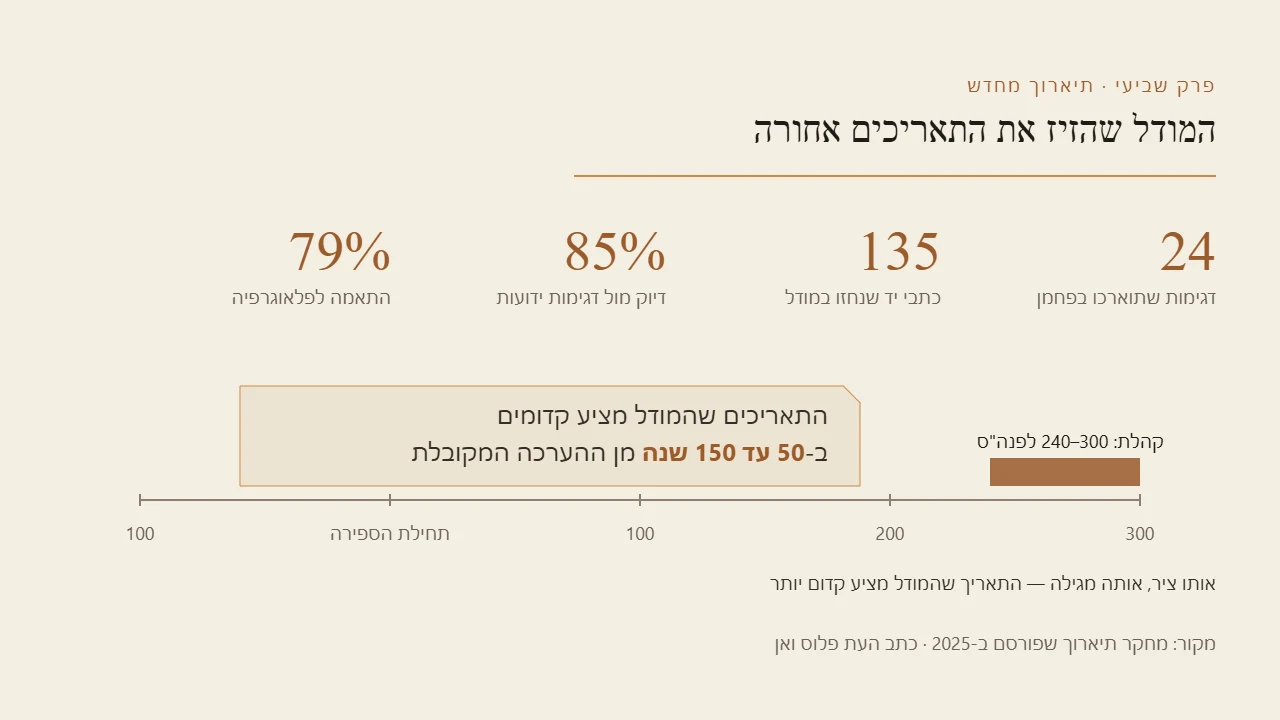 פרק שביעי · תיארוך מחדש
המודל שהזיז את התאריכים אחורה
24
דגימות שתוארכו בפחמן
135
כתבי יד שנחזו במודל
85%
דיוק מול דגימות ידועות
79%
התאמה לפלאוגרפיה
התאריכים שהמודל מציע קדומים
ב-50 עד 150 שנה מן ההערכה המקובלת
קהלת: 300–240 לפנה"ס
300
200
100
תחילת הספירה
100
אותו ציר, אותה מגילה — התאריך שהמודל מציע קדום יותר
מקור: מחקר תיארוך שפורסם ב-2025 · כתב העת פלוס ואן